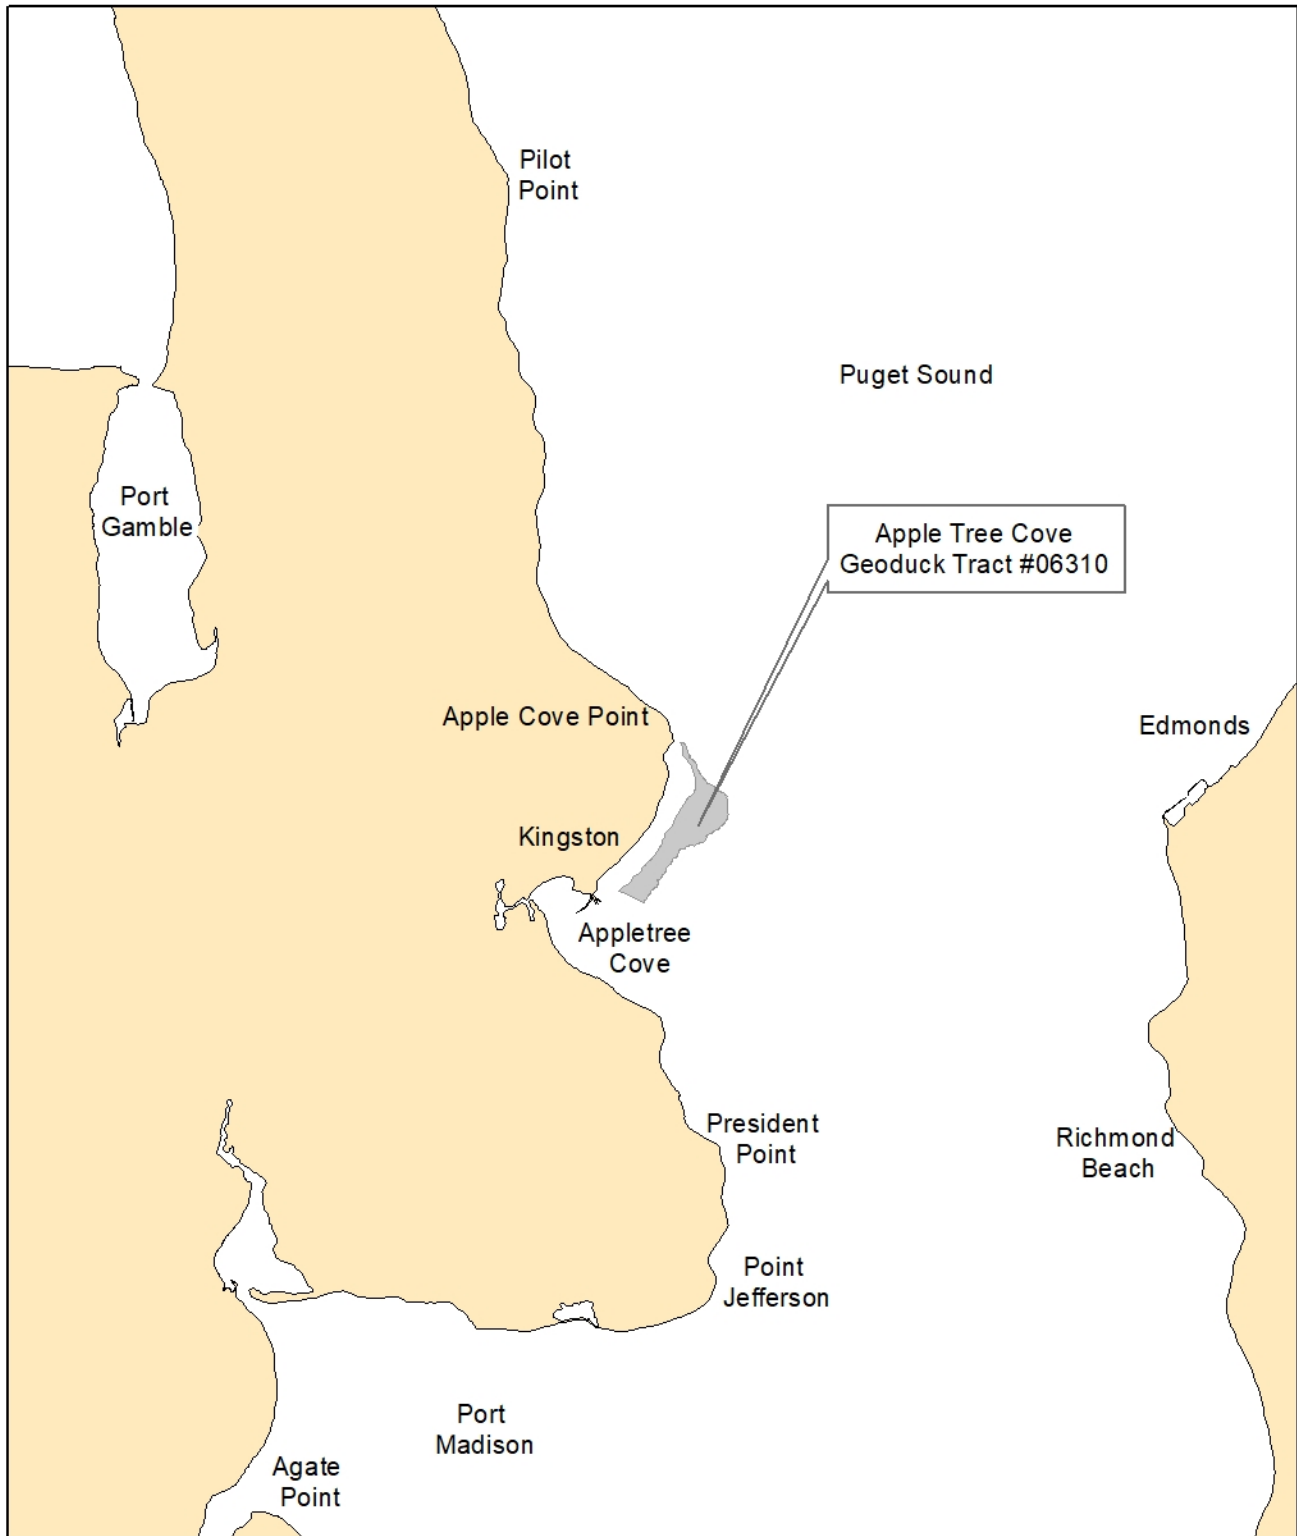 Pilot
Point
Puget Sound
Port
Gamble
Apple Tree Cove
Geoduck Tract #06310
Apple Cove Point
Edmonds
Kingston
Appletree
Cove
President
Point
Richmond
Beach
Point
Jefferson
Port
Madison
Agate
Point